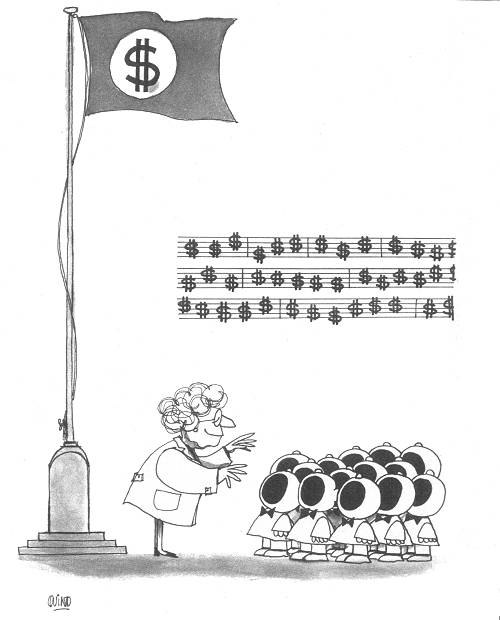 $
$ $ $ $ $ $ $ $ $ $ $ $
$ $ $ $ $ $ $ $ $ $ $ $ $ $
$ $ $ $ $ $ $ $ $ $ $ $ $
QUINO